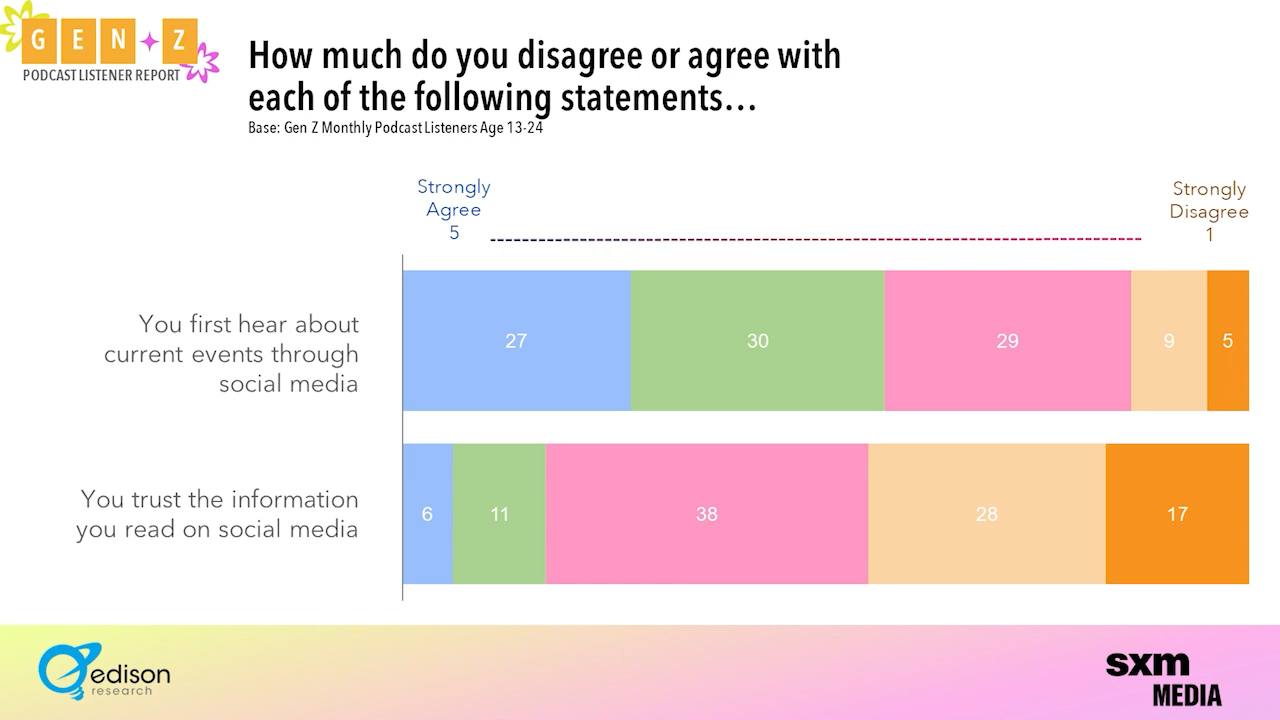 GEN Z
PODCAST LISTENER REPORT
How much do you disagree or agree with
each of the following statements…
Base: Gen Z Monthly Podcast Listeners Age 13-24
Strongly
Agree
5
Strongly
Disagree
1
You first hear about
current events through
social media
27 30 29 9 5
You trust the information
you read on social media
6 11 38 28 17
edison
research
sxm
MEDIA